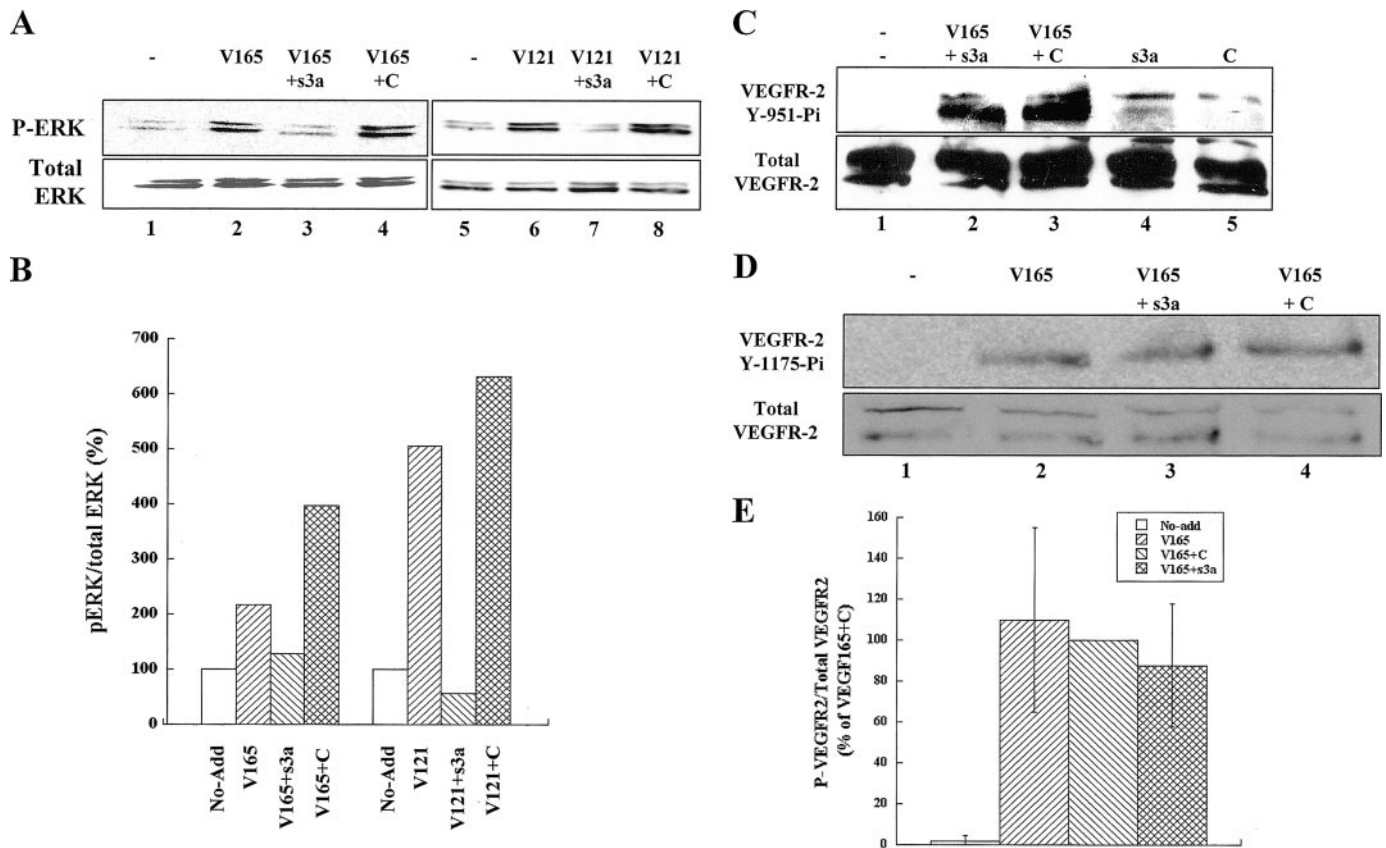 A
- V165 V165 V165 - V121 V121 V121
+s3a +C +s3a +C
P-ERK
Total
ERK
1 2 3 4 5 6 7 8
B
700
600
500
400
300
200
100
0
pERK/total ERK (%)
No-Add
V165
V165+s3a
V165+C
No-Add
V121
V121+s3a
V121+C
C
- V165 V165
- + s3a + C s3a C
VEGFR-2
Y-951-Pi
Total
VEGFR-2
1 2 3 4 5
D
- V165 V165 V165
+ s3a + C
VEGFR-2
Y-1175-Pi
Total
VEGFR-2
1 2 3 4
E
160
140
120
100
80
60
40
20
0
P-VEGFR2/Total VEGFR2
(% of VEGF165+C)
No-add
V165
V165+C
V165+s3a